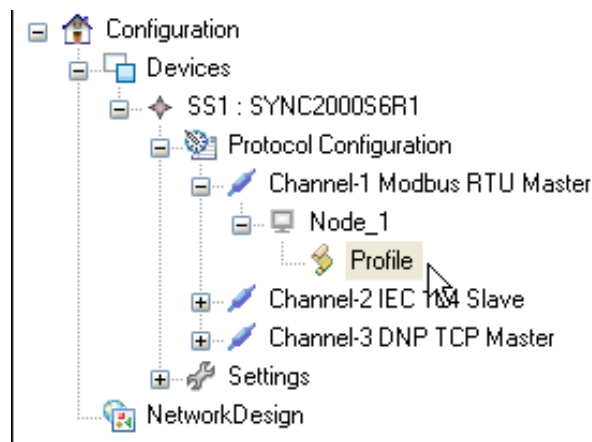 Configuration
Devices
SS1 : SYNC2000S6R1
Protocol Configuration
Channel-1 Modbus RTU Master
Node_1
Profile
Channel-2 IEC 104 Slave
Channel-3 DNP TCP Master
Settings
NetworkDesign